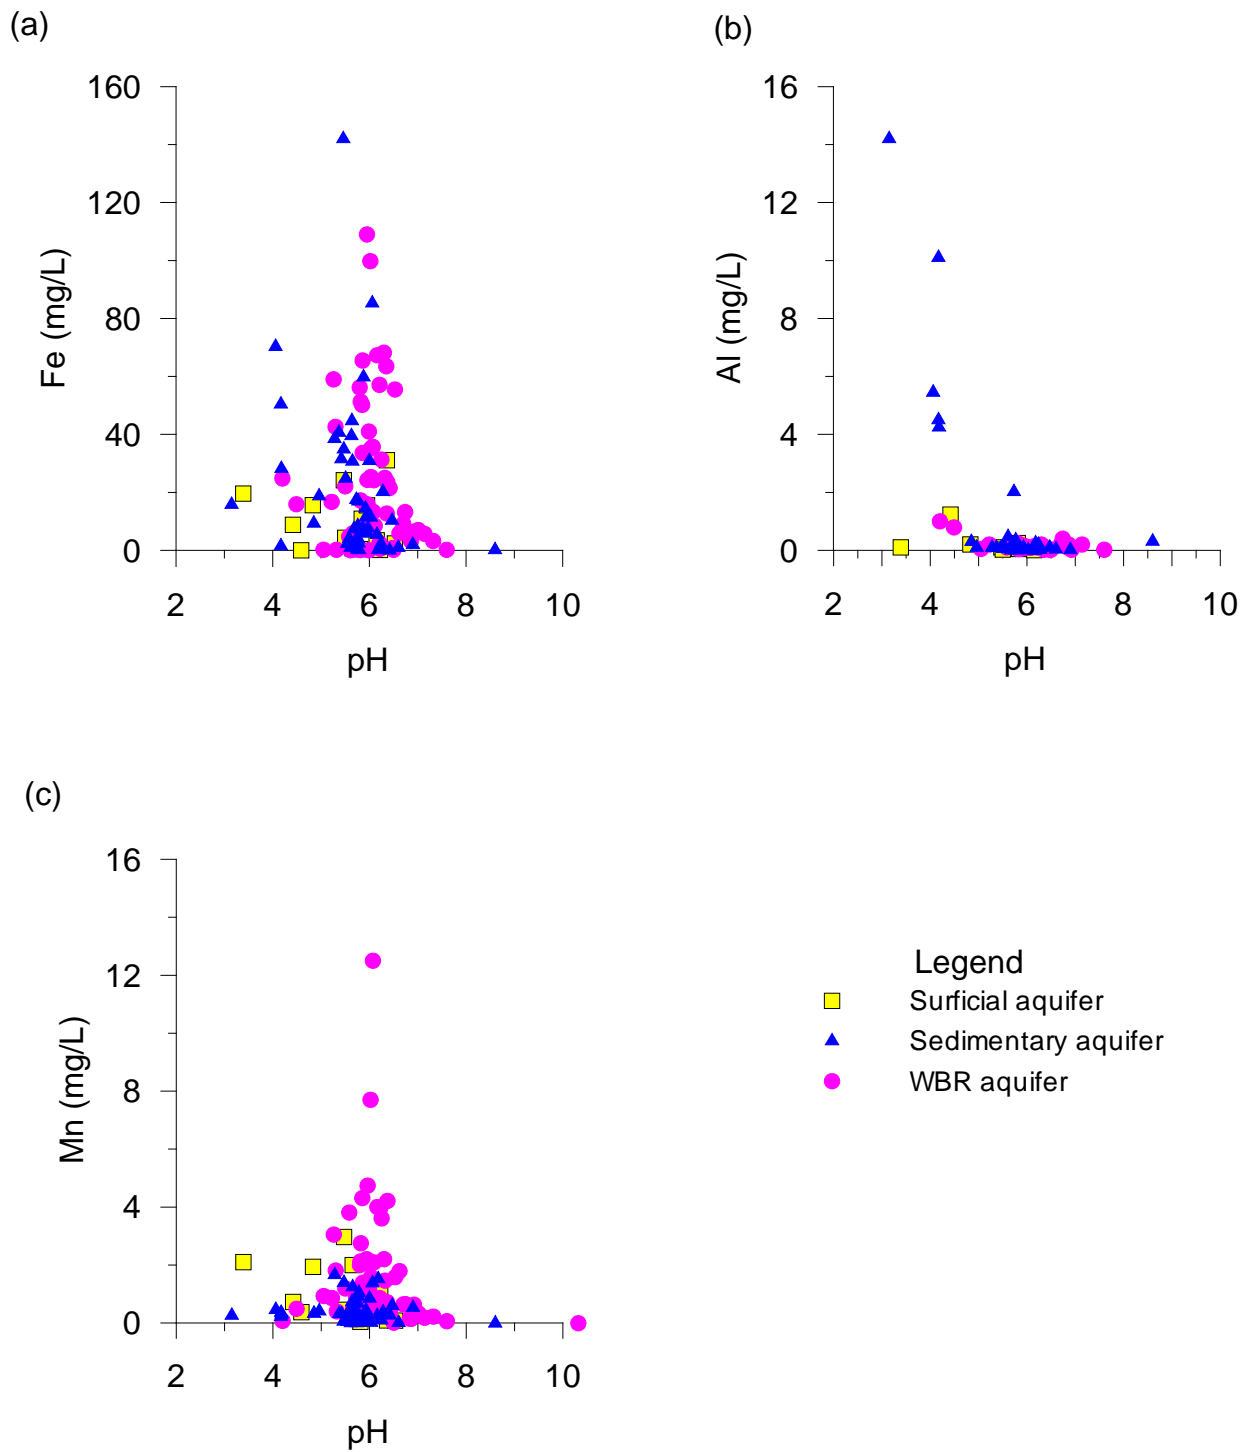 (a)
(b)
160
120
80
40
0
Fe (mg/L)
2 4 6 8 10
pH
16
12
8
4
0
Al (mg/L)
2 4 6 8 10
pH
(c)
16
12
8
4
0
Mn (mg/L)
2 4 6 8 10
pH
Legend
Surficial aquifer
Sedimentary aquifer
WBR aquifer